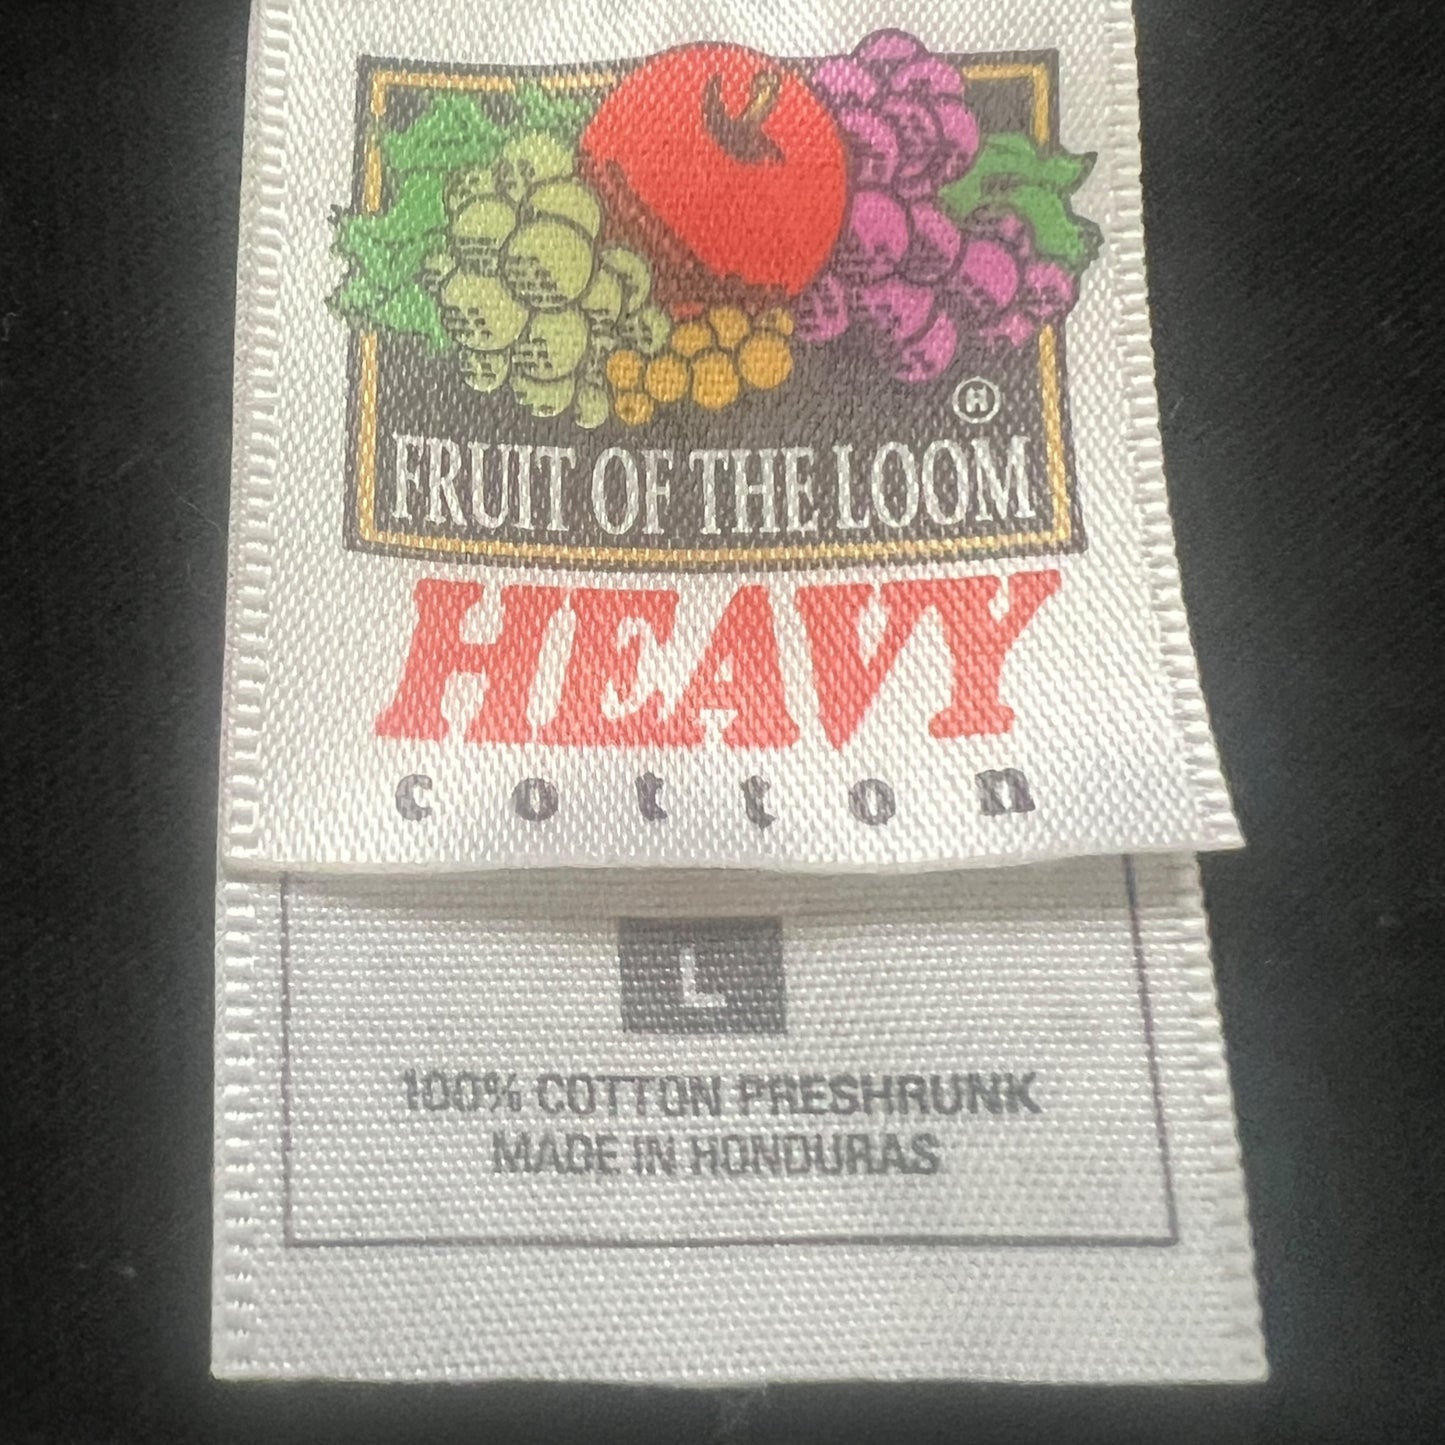 ®
FRUIT OF THE LOOM
HEAVY
cotton
L
100% COTTON PRESHRUNK
MADE IN HONDURAS